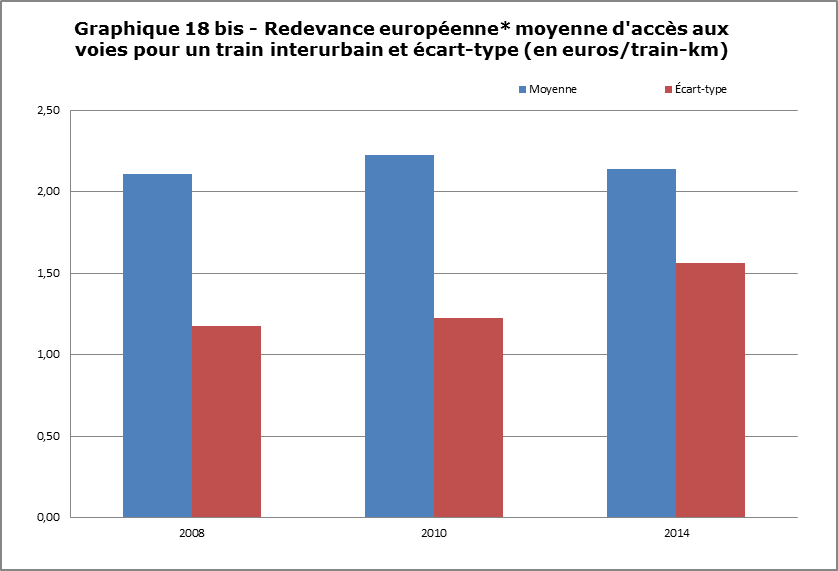 Graphique 18 bis - Redevance européenne* moyenne d'accès aux
voies pour un train interurbain et écart-type (en euros/train-km)
Moyenne
Écart-type
2,50
2,00
1,50
1,00
0,50
0,00
2008
2010
2014